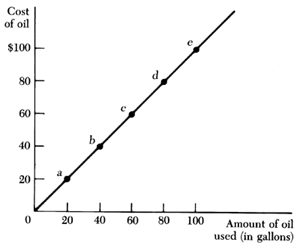 Cost
of oil
$100
80
60
40
20
0
a
b
c
d
e
20 40 60 80 100
Amount of oil
used (in gallons)